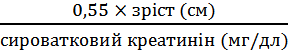 0,55 × зріст (см)
сироватковий креатинін (мг/дл)